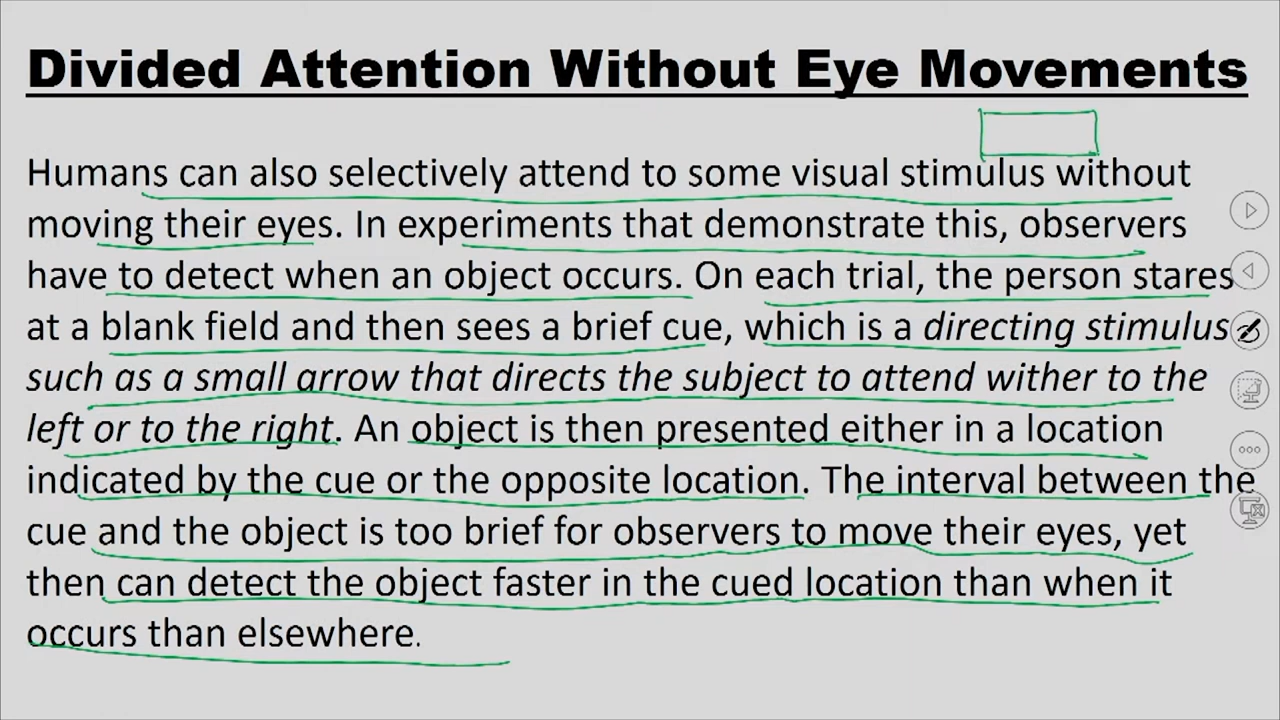 Divided Attention Without Eye Movements
Humans can also selectively attend to some visual stimulus without
moving their eyes. In experiments that demonstrate this, observers
have to detect when an object occurs. On each trial, the person stares
at a blank field and then sees a brief cue, which is a directing stimulus
such as a small arrow that directs the subject to attend wither to the
left or to the right. An object is then presented either in a location
indicated by the cue or the opposite location. The interval between the
cue and the object is too brief for observers to move their eyes, yet
then can detect the object faster in the cued location than when it
occurs than elsewhere.